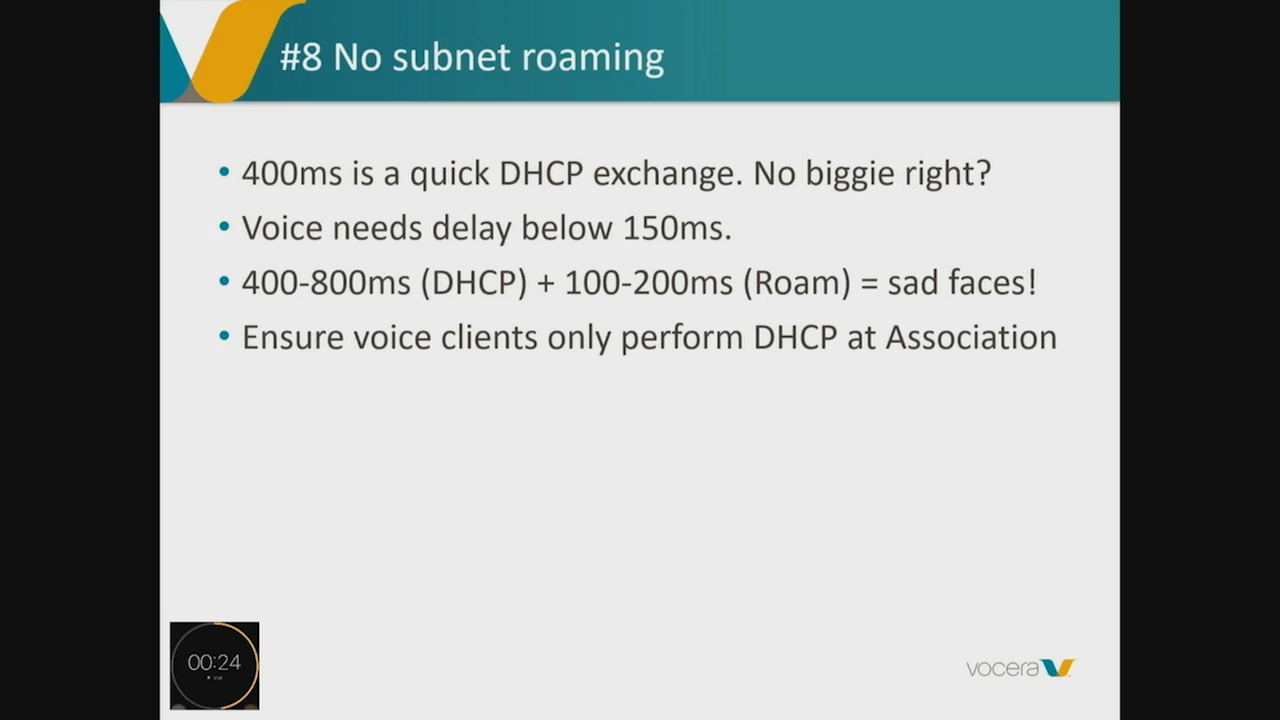 #8 No subnet roaming
• 400ms is a quick DHCP exchange. No biggie right?
• Voice needs delay below 150ms.
• 400-800ms (DHCP) + 100-200ms (Roam) = sad faces!
• Ensure voice clients only perform DHCP at Association
00:24
vocera